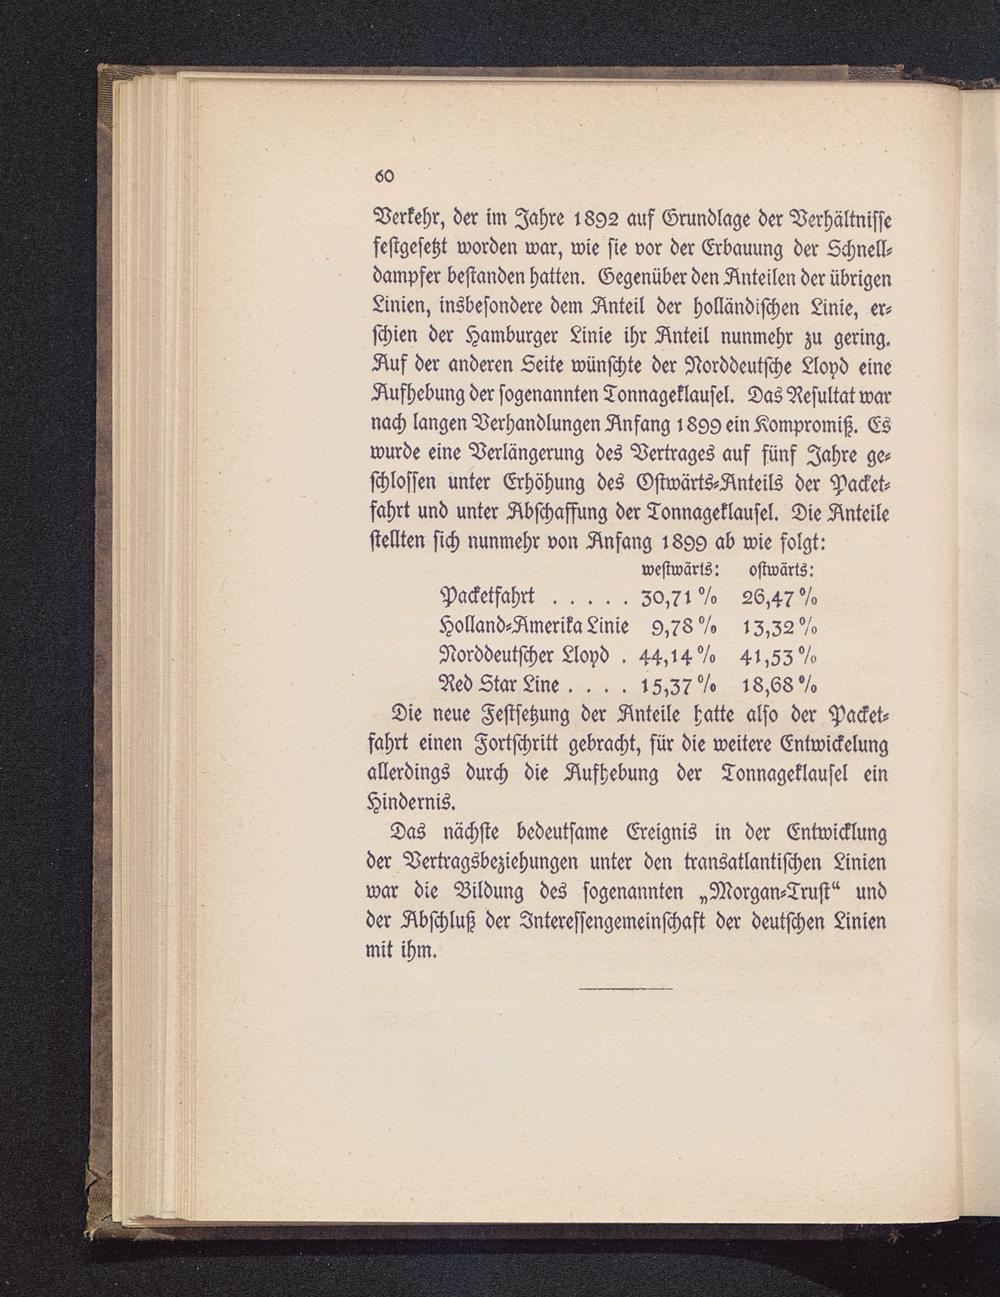 60
Verkehr, der im Jahre 1892 auf Grundlage der Verhältnisse
festgesetzt worden war, wie sie vor der Erbauung der Schnell-
dampfer bestanden hatten. Gegenüber den Anteilen der übrigen
Linien, insbesondere dem Anteil der holländischen Linie, er-
schien der Hamburger Linie ihr Anteil nunmehr zu gering.
Auf der anderen Seite wünschte der Norddeutsche Lloyd eine
Aufhebung der sogenannten Tonnageklausel. Das Resultat war
nach langen Verhandlungen Anfang 1899 ein Kompromiß. Es
wurde eine Verlängerung des Vertrages auf fünf Jahre ge-
schlossen unter Erhöhung des Ostwärts-Anteils der Packet-
fahrt und unter Abschaffung der Tonnageklausel. Die Anteile
stellten sich nunmehr von Anfang 1899 ab wie folgt:
westwärts: ostwärts:
Packetfahrt . . . . . 30,71 % 26,47 %
Holland-Amerika Linie 9,78 % 13,32 %
Norddeutscher Lloyd . 44,14 % 41,53 %
Red Star Line . . . . 15,37 % 18,68 %
Die neue Festsetzung der Anteile hatte also der Packet-
fahrt einen Fortschritt gebracht, für die weitere Entwickelung
allerdings durch die Aufhebung der Tonnageklausel ein
Hindernis.
Das nächste bedeutsame Ereignis in der Entwicklung
der Vertragsbeziehungen unter den transatlantischen Linien
war die Bildung des sogenannten „Morgan-Trust“ und
der Abschluß der Interessengemeinschaft der deutschen Linien
mit ihm.